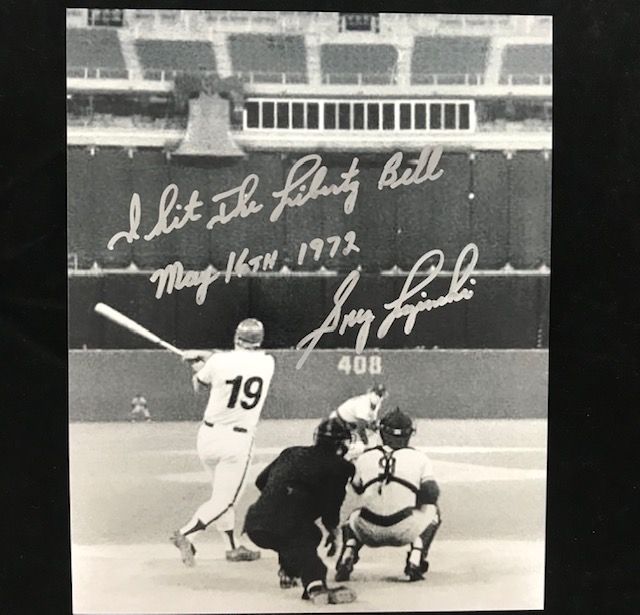 I hit The Liberty Bell
May 16TH 1972
Greg Luzinski
408
19